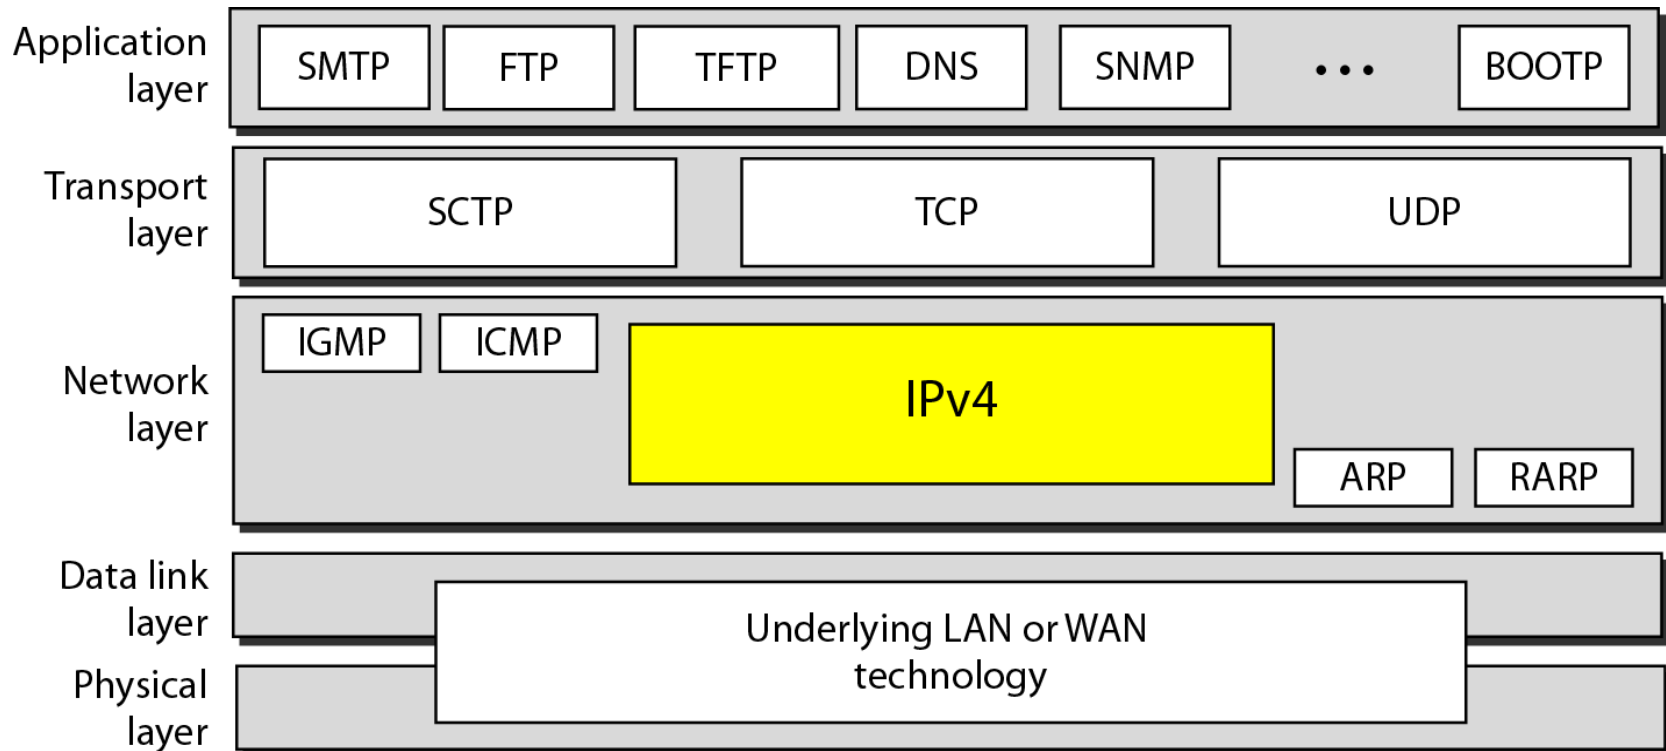 Application
layer
SMTP
FTP
TFTP
DNS
SNMP
...
BOOTP
Transport
layer
SCTP
TCP
UDP
Network
layer
IGMP
ICMP
IPv4
ARP
RARP
Data link
layer
Underlying LAN or WAN
technology
Physical
layer